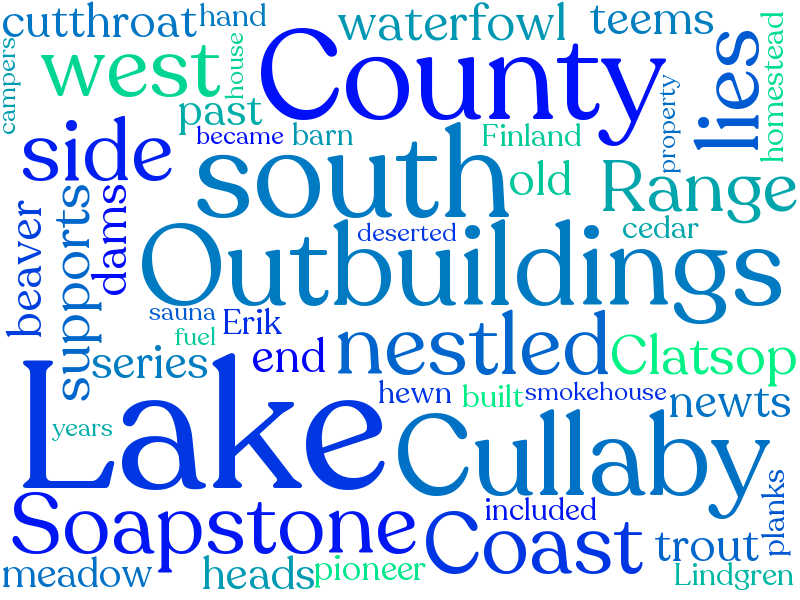 cutthroat
hand
waterfowl
teems
campers
west
house
County
lies
homestead
past
became
barn
Finland
property
side
south
old
Range
beaver
supports
dams
deserted
cedar
Outbuildings
sauna
Erik
fuel
series
end
nestled
Clatsop
Lake
hewn
built
smokehouse
newts
years
Cullaby
Soapstone
included
Coast
trout
planks
meadow
heads
pioneer
Lindgren